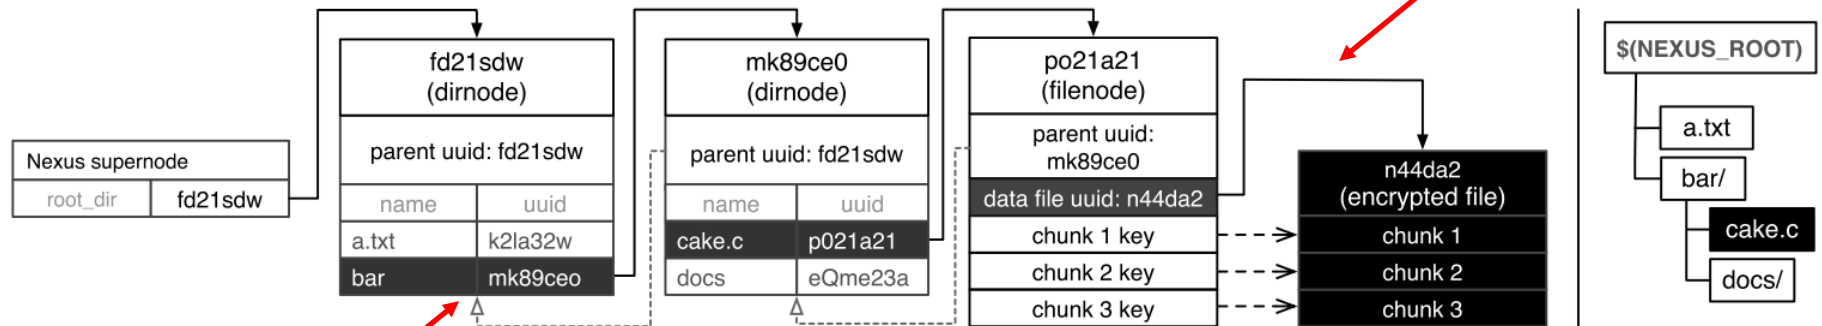 Nexus supernode
root_dir fd21sdw
fd21sdw
(dirnode)
parent uuid: fd21sdw
name uuid
a.txt k2la32w
bar mk89ceo
mk89ce0
(dirnode)
parent uuid: fd21sdw
name uuid
cake.c p021a21
docs eQme23a
po21a21
(filenode)
parent uuid:
mk89ce0
data file uuid: n44da2
chunk 1 key
chunk 2 key
chunk 3 key
n44da2
(encrypted file)
chunk 1
chunk 2
chunk 3
$(NEXUS_ROOT)
a.txt
bar/
cake.c
docs/